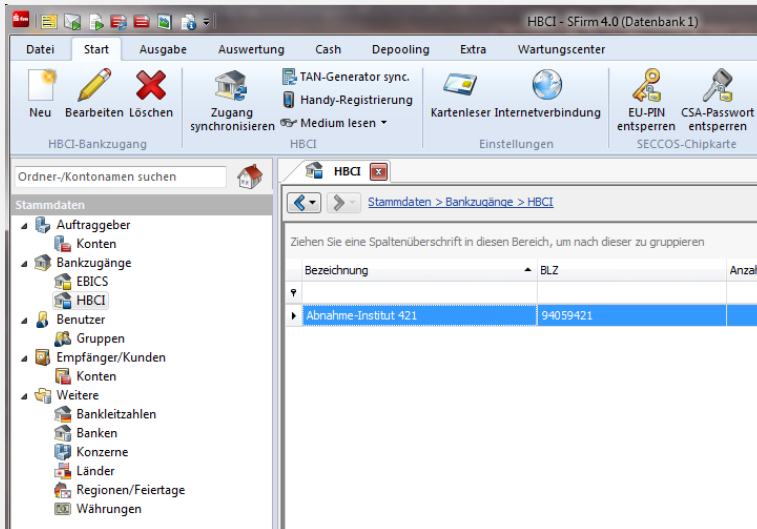 HBCI - SFirm 4.0 (Datenbank 1)
Datei Start Ausgabe Auswertung Cash Depooling Extra Wartungscenter
Neu Bearbeiten Löschen
HBCI-Bankzugang
Zugang synchronisieren
TAN-Generator sync.
Handy-Registrierung
Medium lesen
HBCI
Kartenleser Internetverbindung
Einstellungen
EU-PIN entsperren
CSA-Passwort entsperren
SECCOS-Chipkarte
Ordner-/Kontonamen suchen
Stammdaten
Auftraggeber
Konten
Bankzugänge
EBICS
HBCI
Benutzer
Gruppen
Empfänger/Kunden
Konten
Weitere
Bankleitzahlen
Banken
Konzerne
Länder
Regionen/Feiertage
Währungen
HBCI
Stammdaten > Bankzugänge > HBCI
Ziehen Sie eine Spaltenüberschrift in diesen Bereich, um nach dieser zu gruppieren
Bezeichnung BLZ Anzah
Abnahme-Institut 421 94059421